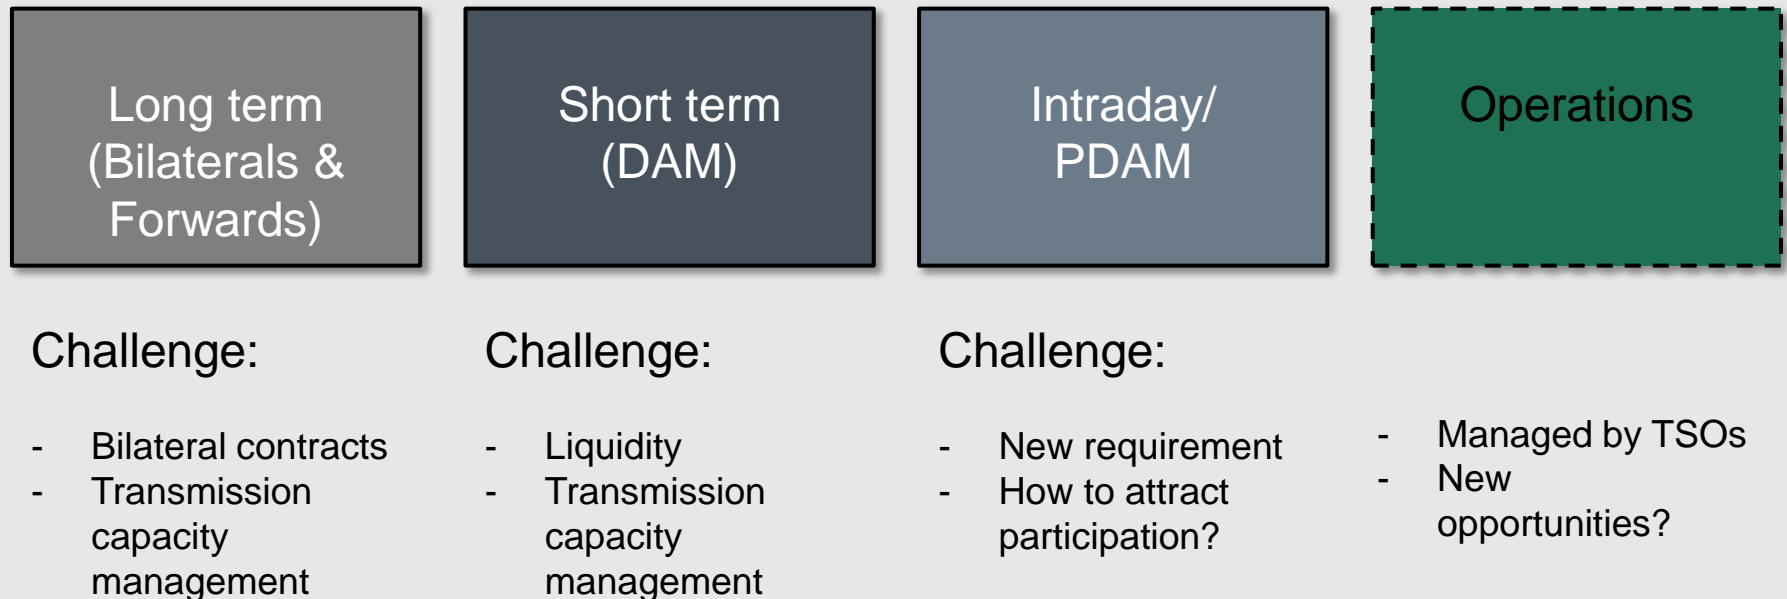 Long term
(Bilaterals &
Forwards)
Short term
(DAM)
Intraday/
PDAM
Operations
Challenge:
- Bilateral contracts
- Transmission
capacity
management
Challenge:
- Liquidity
- Transmission
capacity
management
Challenge:
- New requirement
- How to attract
participation?
- Managed by TSOs
- New
opportunities?